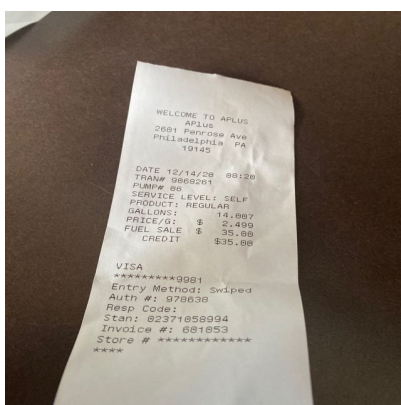 WELCOME TO APLUS
APlus
2601 Penrose Ave
Philadelphia PA
19145
DATE 12/14/20 08:20
TRAN# 9068261
PUMP# 06
SERVICE LEVEL: SELF
PRODUCT: REGULAR
GALLONS: 14.007
PRICE/G: $ 2.499
FUEL SALE $ 35.00
CREDIT $35.00
VISA
*********9981
Entry Method: Swiped
Auth #: 978638
Resp Code:
Stan: 02371058994
Invoice #: 601053
Store # ************
****